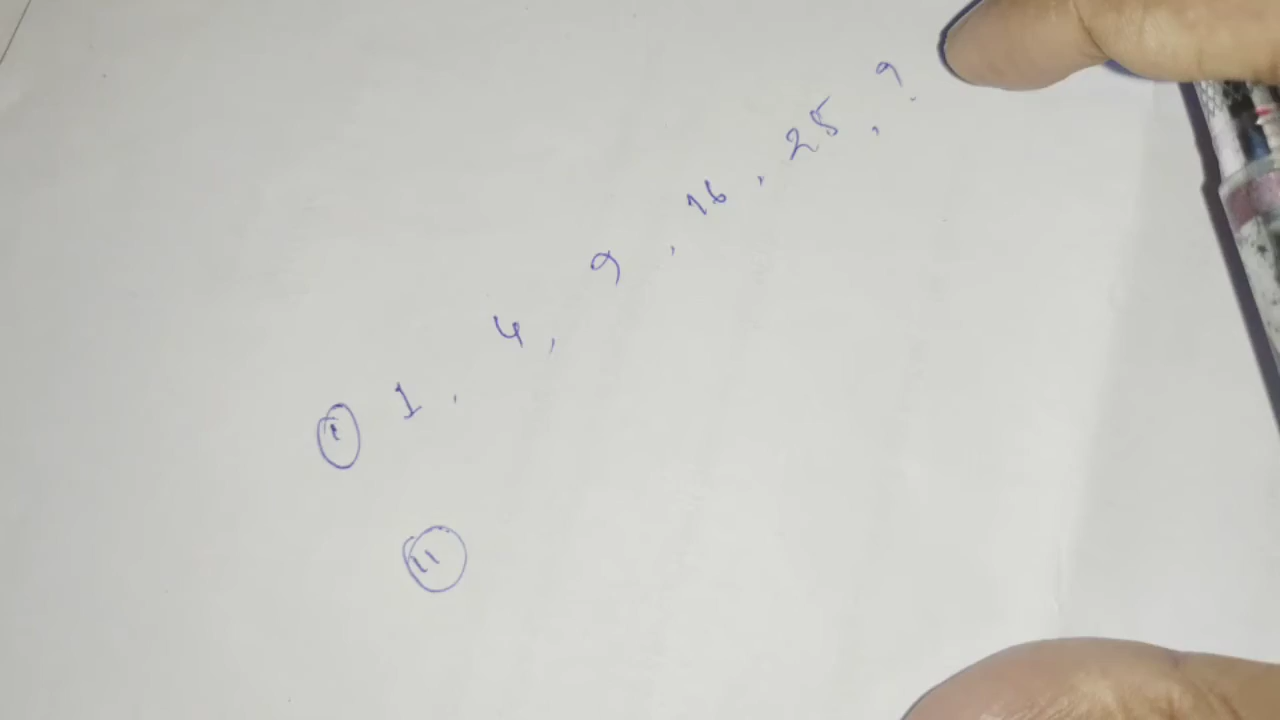 (i) 1, 4, 9, 16, 25, ?
(ii)